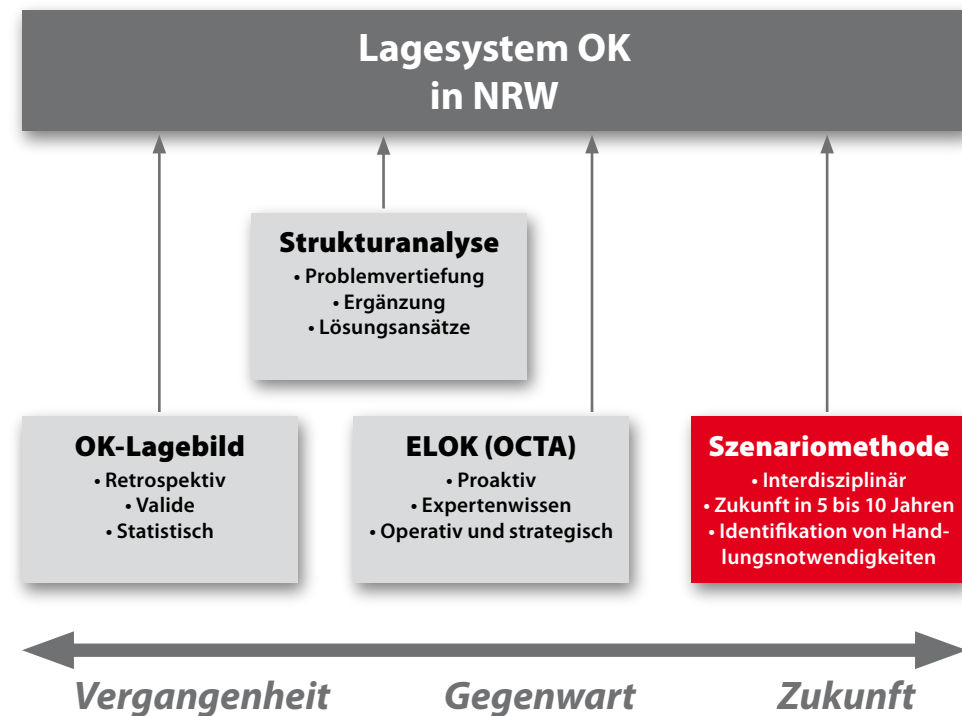 Lagesystem OK
in NRW
Strukturanalyse
• Problemvertiefung
• Ergänzung
• Lösungsansätze
OK-Lagebild
• Retrospektiv
• Valide
• Statistisch
ELOK (OCTA)
• Proaktiv
• Expertenwissen
• Operativ und strategisch
Szenariomethode
• Interdisziplinär
• Zukunft in 5 bis 10 Jahren
• Identifikation von Hand-
lungsnotwendigkeiten
Vergangenheit
Gegenwart
Zukunft